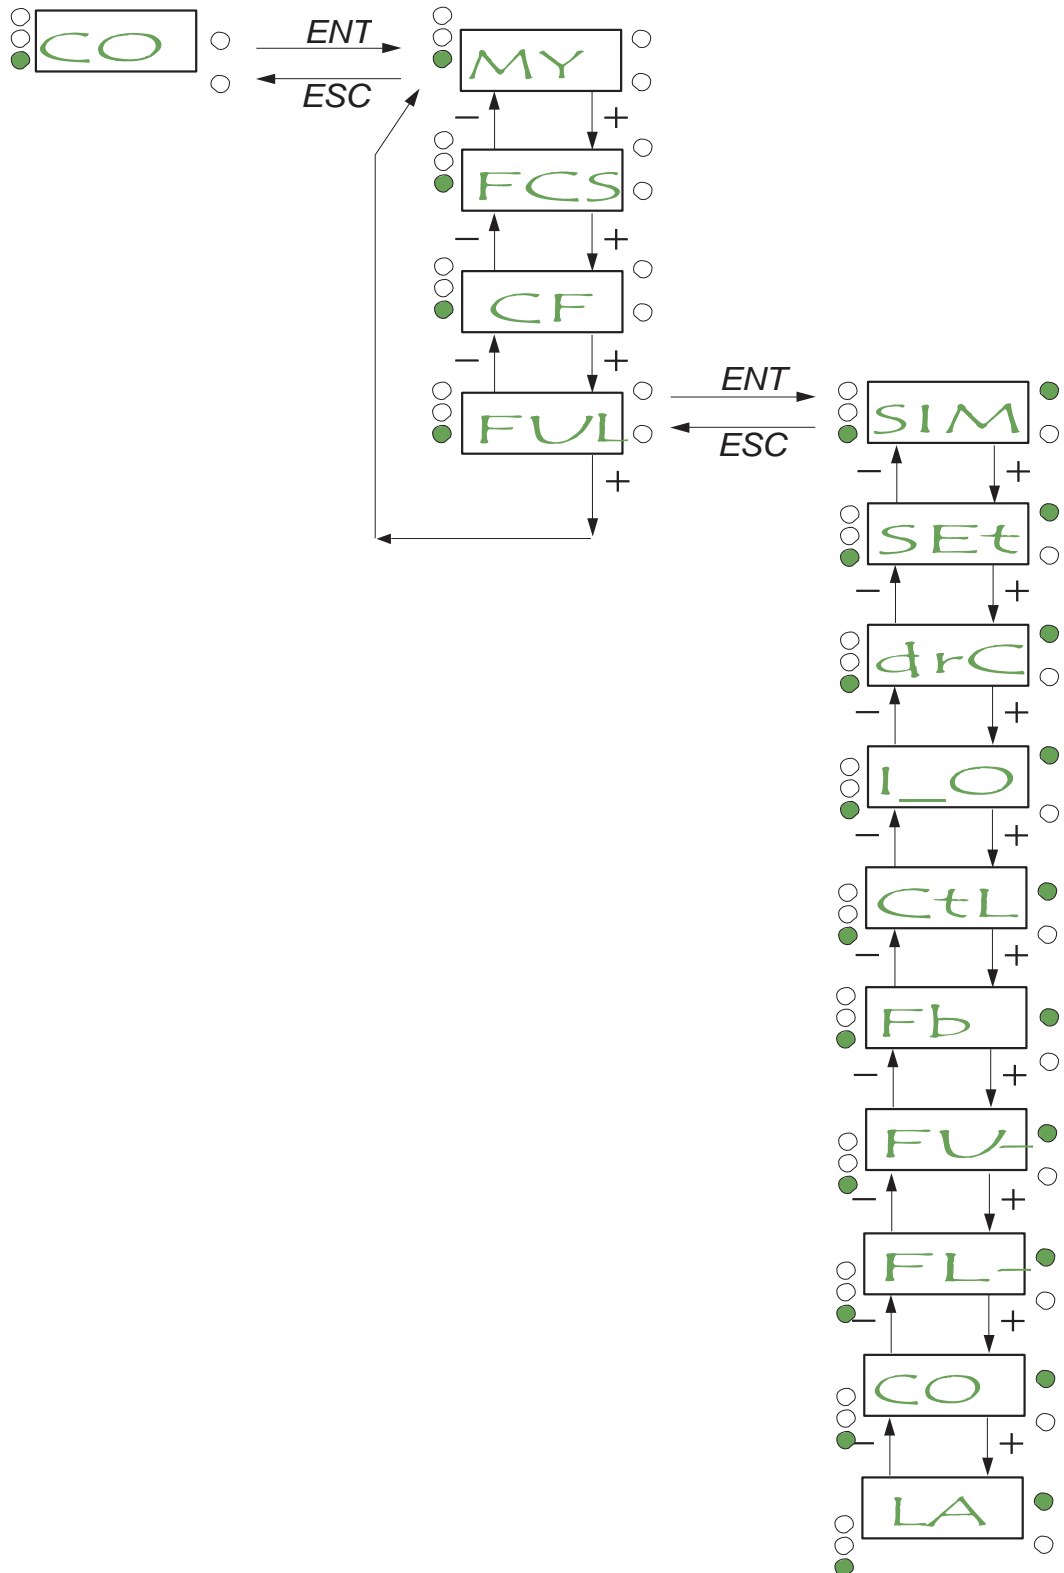 CO
ENT
ESC
MY
− +
FCS
− +
CF
− +
FUL
+
ENT
ESC
SIM
− +
SEt
− +
drC
− +
I_O
− +
CtL
− +
Fb
− +
FU-
− +
FL-
− +
CO
− +
LA